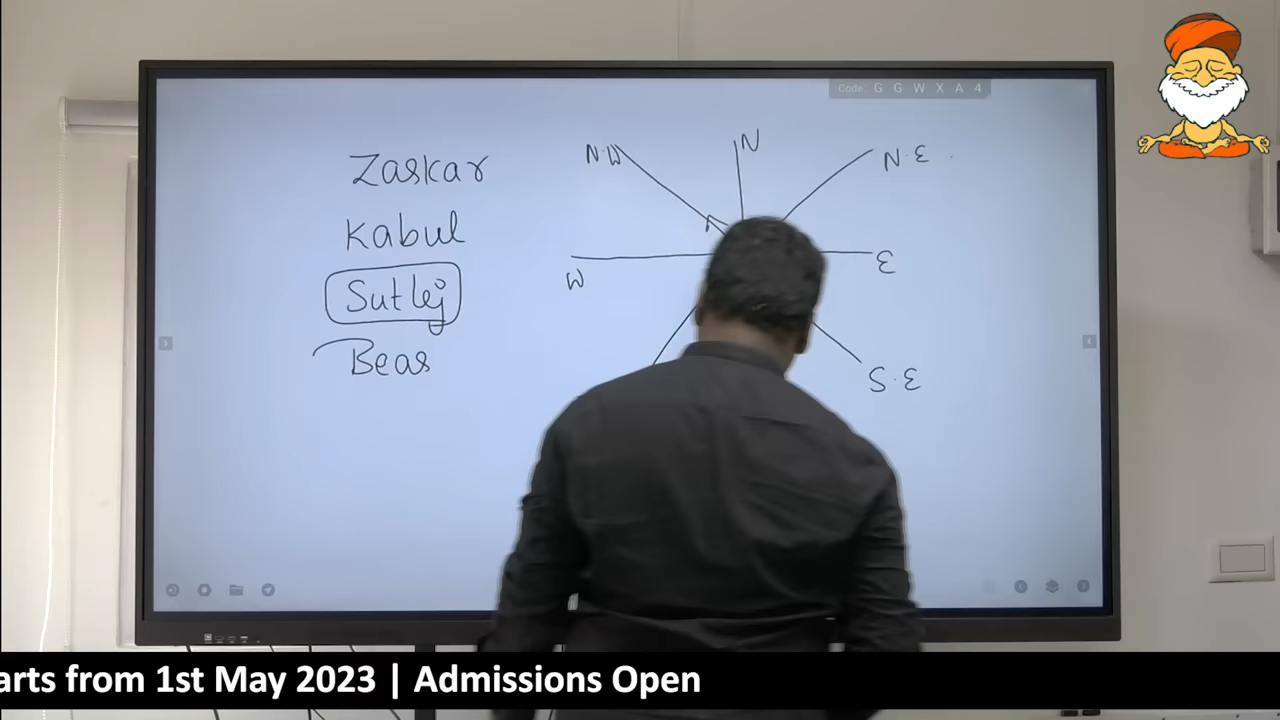 Code: G G W X A 4
Zaskar
Kabul
Sutlej
Beas
N·W
N
N·E
W
E
S·E
arts from 1st May 2023 | Admissions Open